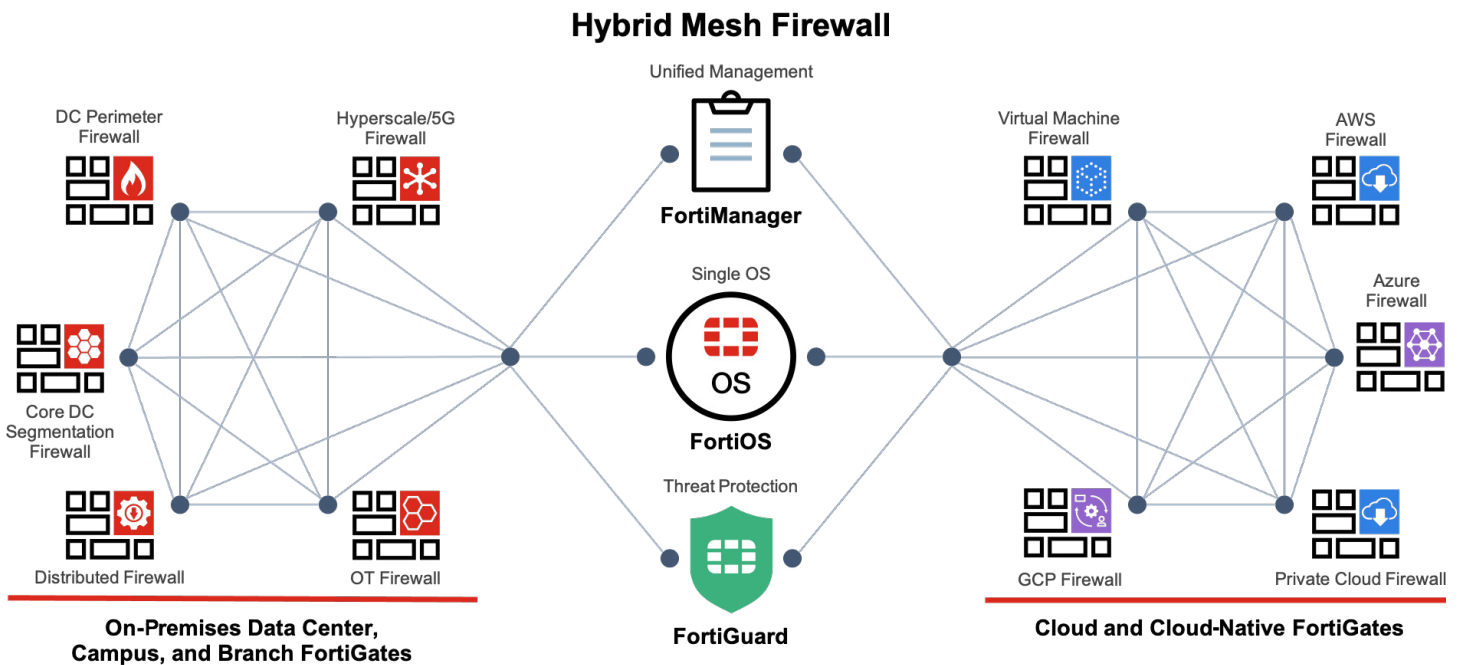 Hybrid Mesh Firewall
Unified Management
FortiManager
Single OS
OS
FortiOS
Threat Protection
FortiGuard
DC Perimeter
Firewall
Hyperscale/5G
Firewall
Core DC
Segmentation
Firewall
Distributed Firewall
OT Firewall
On-Premises Data Center,
Campus, and Branch FortiGates
Virtual Machine
Firewall
AWS
Firewall
Azure
Firewall
GCP Firewall
Private Cloud Firewall
Cloud and Cloud-Native FortiGates